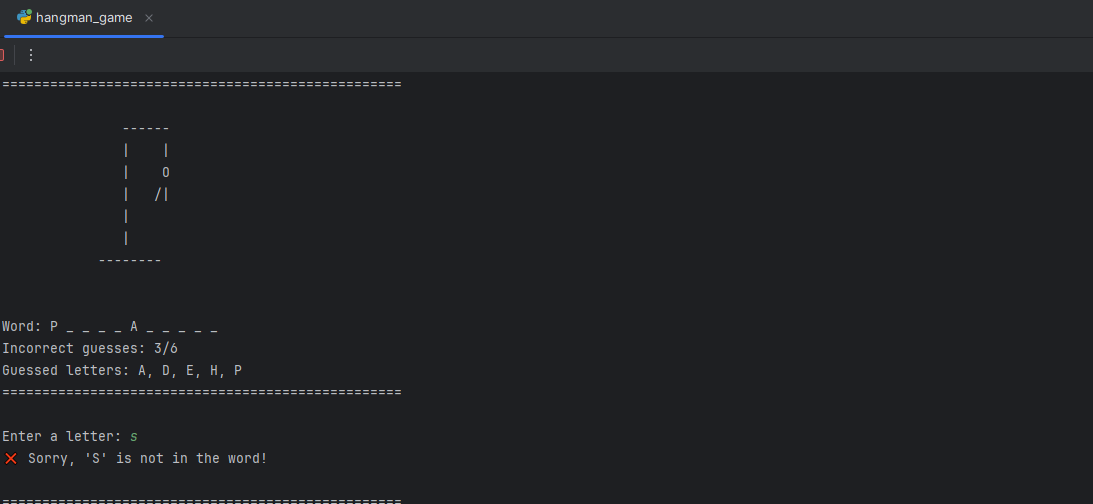 hangman_game
==================================================
------
|    |
|    O
|   /|
|
|
--------
Word: P _ _ _ _ A _ _ _ _ _
Incorrect guesses: 3/6
Guessed letters: A, D, E, H, P
==================================================
Enter a letter: s
❌ Sorry, 'S' is not in the word!
==================================================